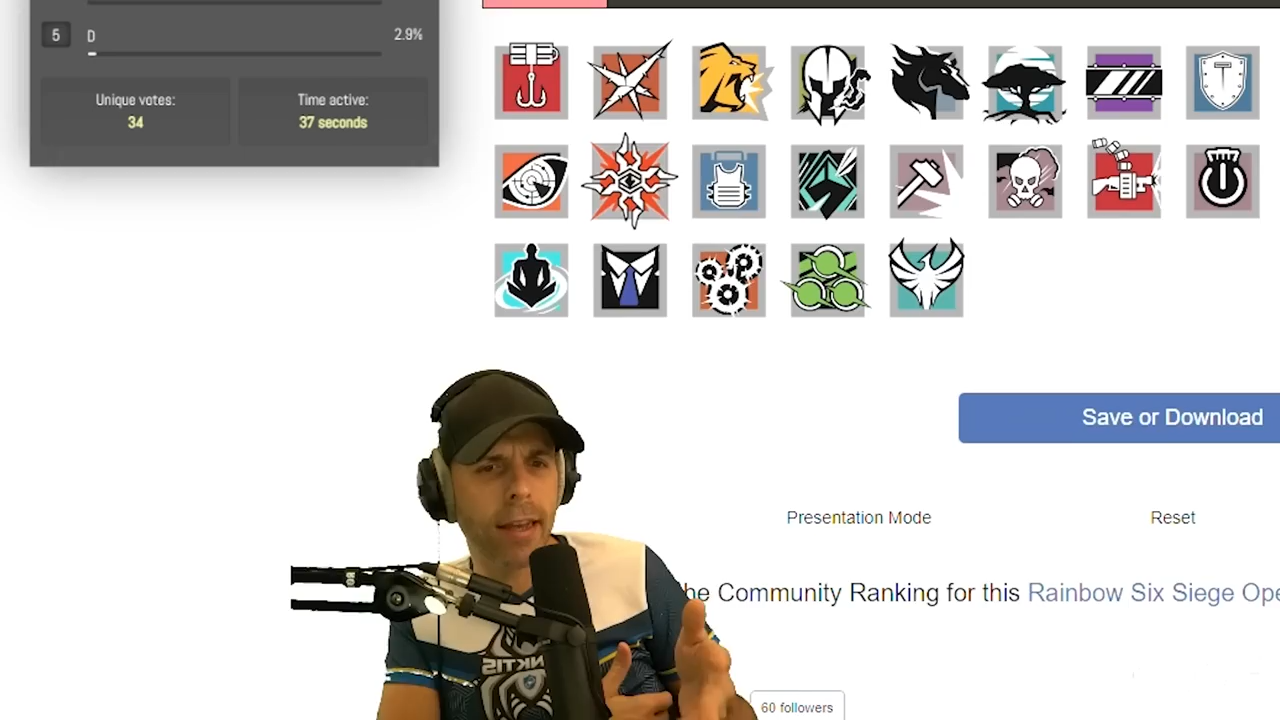 5 D 2.9%
Unique votes: Time active:
34 37 seconds
Save or Download
Presentation Mode Reset
he Community Ranking for this Rainbow Six Siege Ope
60 followers
NKTIS